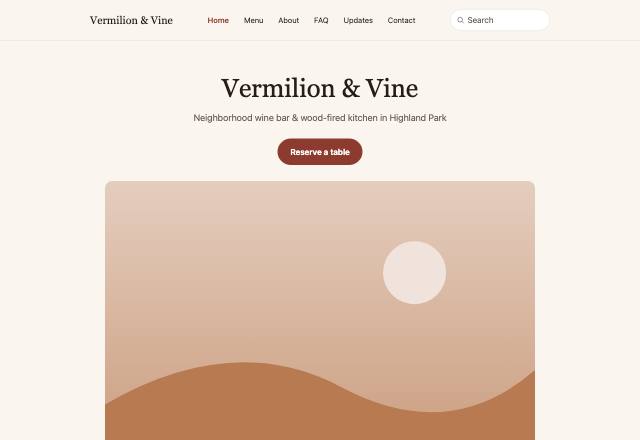 Vermilion & Vine
Home Menu About FAQ Updates Contact
Search
Vermilion & Vine
Neighborhood wine bar & wood-fired kitchen in Highland Park
Reserve a table